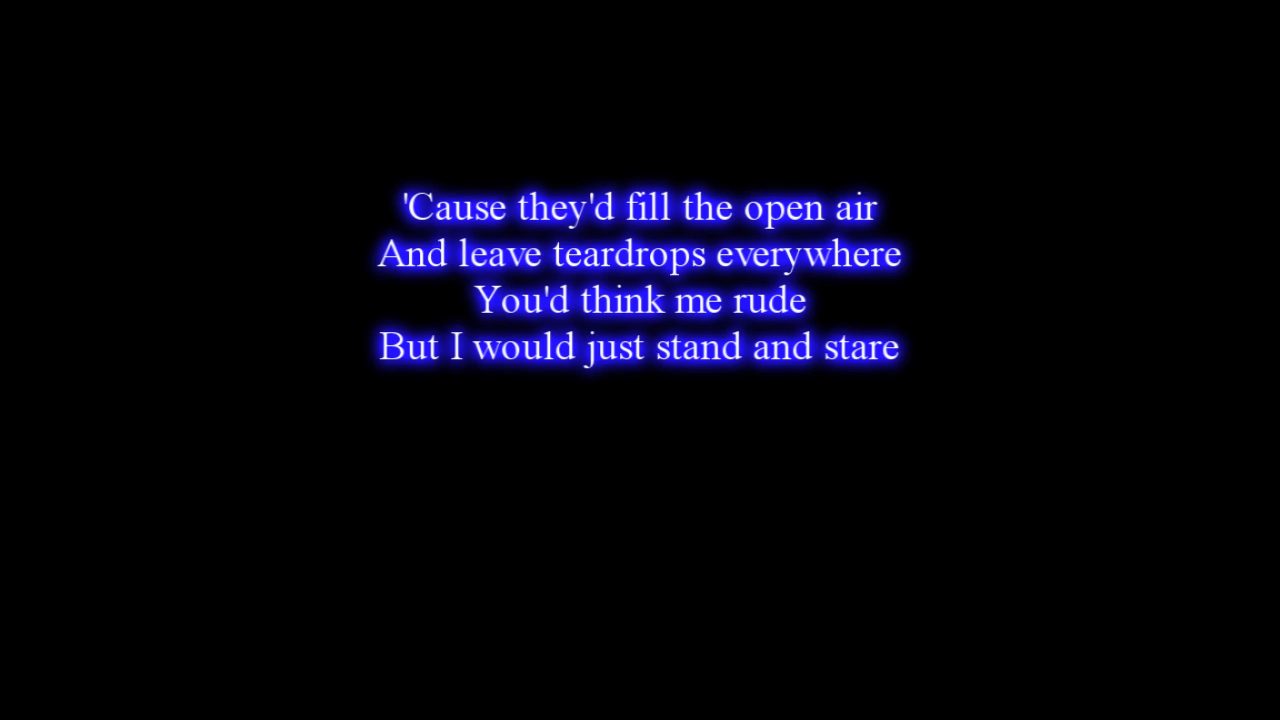 'Cause they'd fill the open air
And leave teardrops everywhere
You'd think me rude
But I would just stand and stare